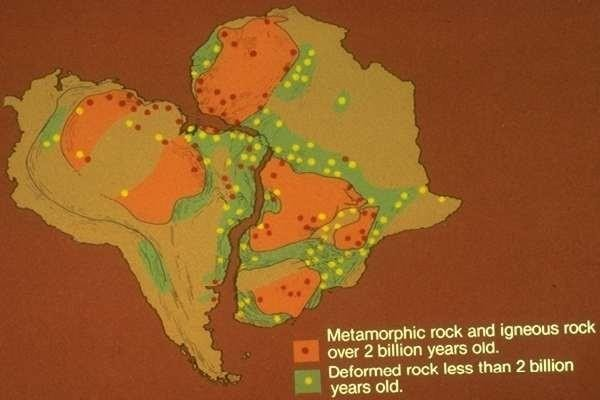 Metamorphic rock and igneous rock
over 2 billion years old.
Deformed rock less than 2 billion
years old.